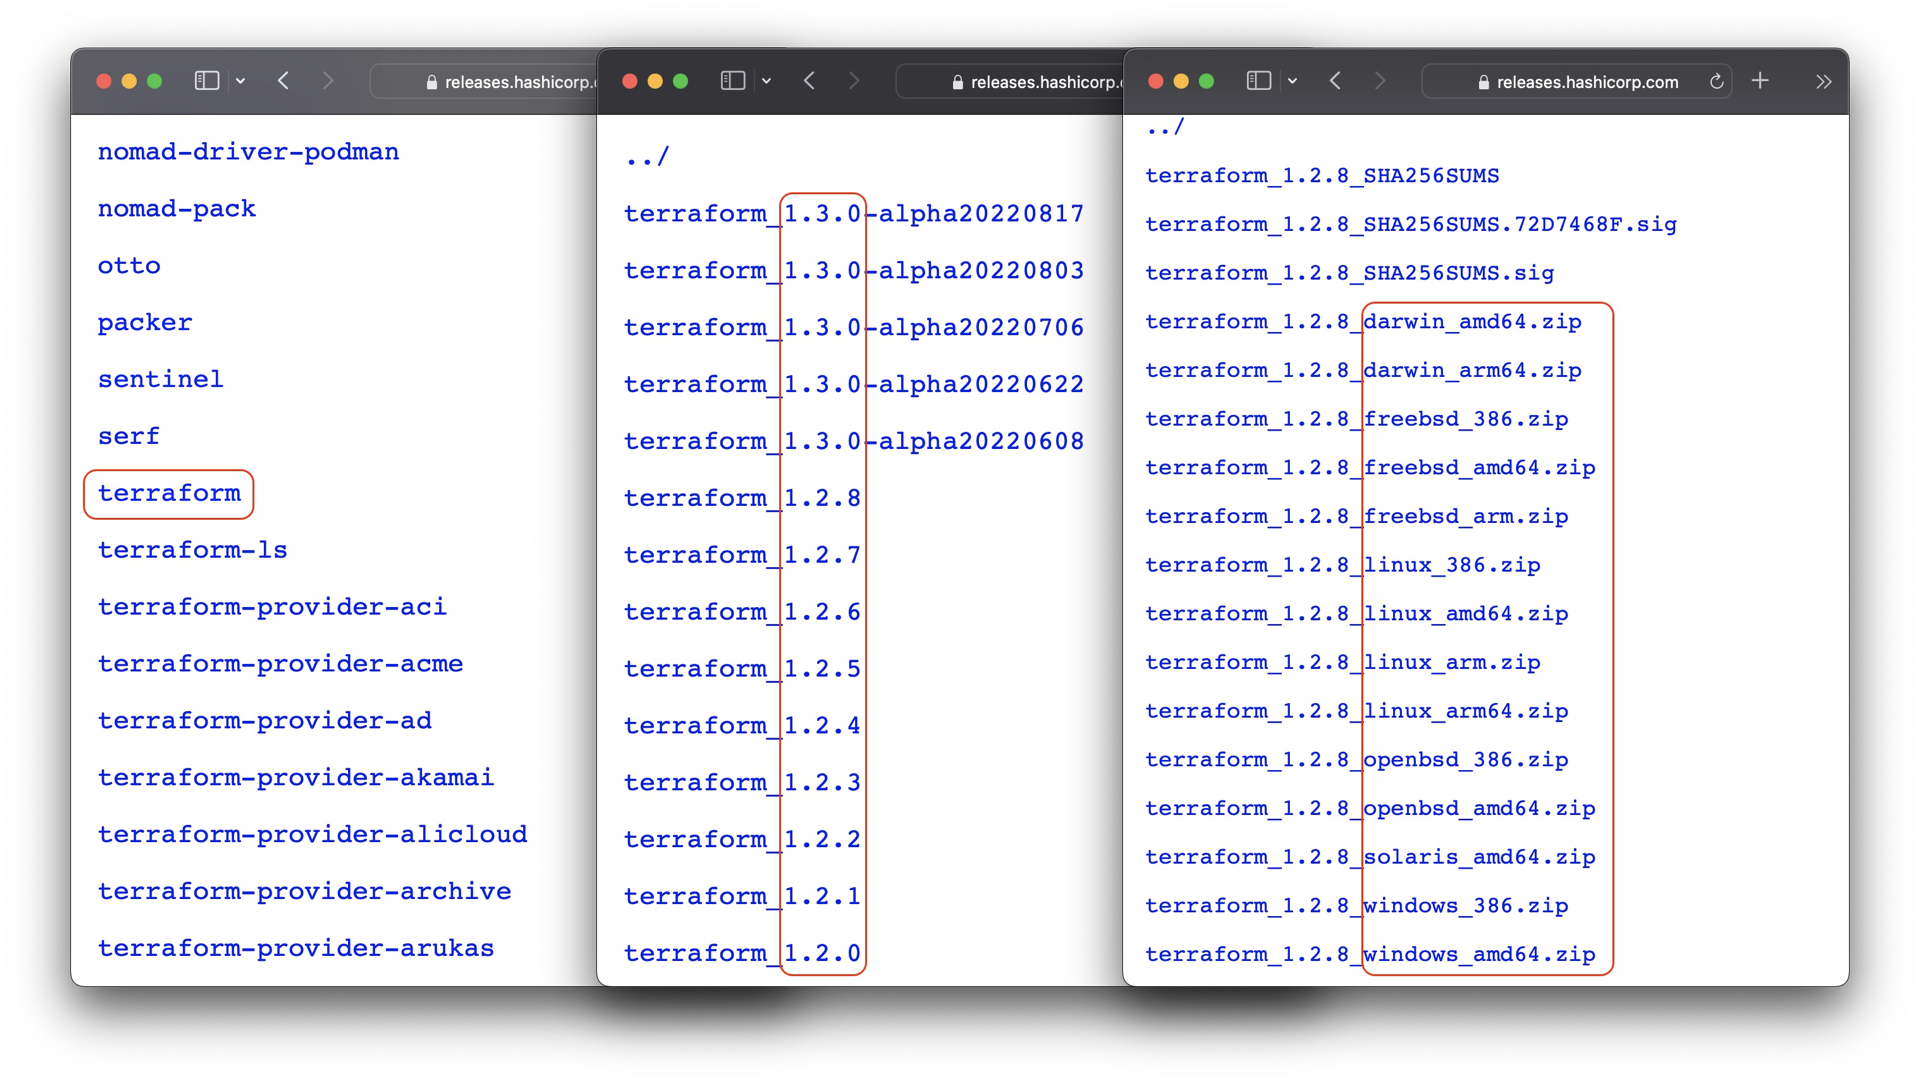 releases.hashicorp.c
nomad-driver-podman
nomad-pack
otto
packer
sentinel
serf
terraform
terraform-ls
terraform-provider-aci
terraform-provider-acme
terraform-provider-ad
terraform-provider-akamai
terraform-provider-alicloud
terraform-provider-archive
terraform-provider-arukas
releases.hashicorp.c
../
terraform_1.3.0-alpha20220817
terraform_1.3.0-alpha20220803
terraform_1.3.0-alpha20220706
terraform_1.3.0-alpha20220622
terraform_1.3.0-alpha20220608
terraform_1.2.8
terraform_1.2.7
terraform_1.2.6
terraform_1.2.5
terraform_1.2.4
terraform_1.2.3
terraform_1.2.2
terraform_1.2.1
terraform_1.2.0
releases.hashicorp.com
../
terraform_1.2.8_SHA256SUMS
terraform_1.2.8_SHA256SUMS.72D7468F.sig
terraform_1.2.8_SHA256SUMS.sig
terraform_1.2.8_darwin_amd64.zip
terraform_1.2.8_darwin_arm64.zip
terraform_1.2.8_freebsd_386.zip
terraform_1.2.8_freebsd_amd64.zip
terraform_1.2.8_freebsd_arm.zip
terraform_1.2.8_linux_386.zip
terraform_1.2.8_linux_amd64.zip
terraform_1.2.8_linux_arm.zip
terraform_1.2.8_linux_arm64.zip
terraform_1.2.8_openbsd_386.zip
terraform_1.2.8_openbsd_amd64.zip
terraform_1.2.8_solaris_amd64.zip
terraform_1.2.8_windows_386.zip
terraform_1.2.8_windows_amd64.zip